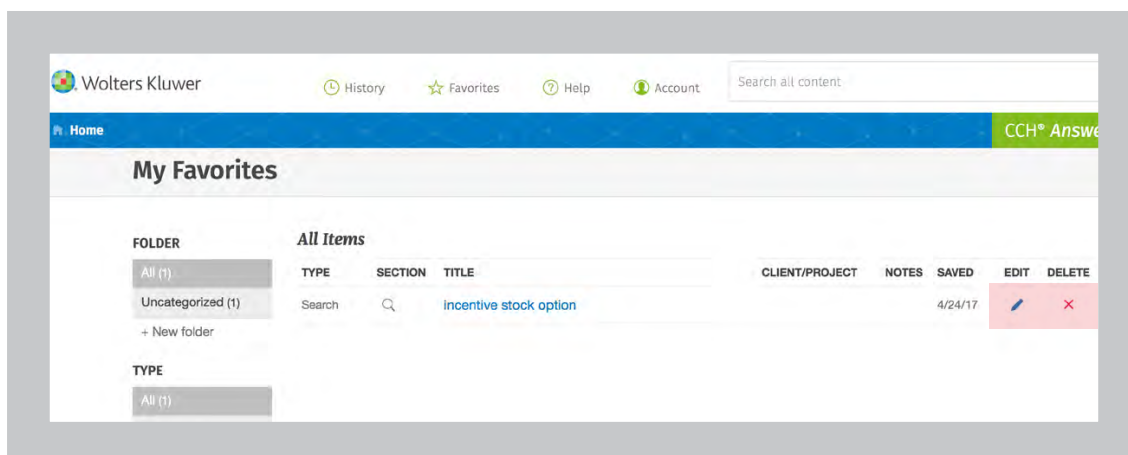 Wolters Kluwer
History
Favorites
Help
Account
Search all content
Home
CCH® Answe
My Favorites
FOLDER
All (1)
Uncategorized (1)
+ New folder
TYPE
All (1)
All Items
TYPE SECTION TITLE CLIENT/PROJECT NOTES SAVED EDIT DELETE
Search incentive stock option 4/24/17